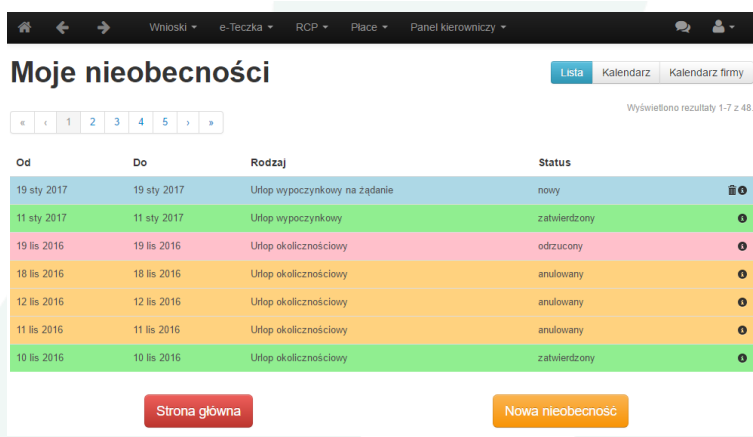 Wnioski e-Teczka RCP Płace Panel kierowniczy
Moje nieobecności
Lista Kalendarz Kalendarz firmy
Wyświetlono rezultaty 1-7 z 48.
« ‹ 1 2 3 4 5 › »
Od Do Rodzaj Status
19 sty 2017 19 sty 2017 Urlop wypoczynkowy na żądanie nowy
11 sty 2017 11 sty 2017 Urlop wypoczynkowy zatwierdzony
19 lis 2016 19 lis 2016 Urlop okolicznościowy odrzucony
18 lis 2016 18 lis 2016 Urlop okolicznościowy anulowany
12 lis 2016 12 lis 2016 Urlop okolicznościowy anulowany
11 lis 2016 11 lis 2016 Urlop okolicznościowy anulowany
10 lis 2016 10 lis 2016 Urlop okolicznościowy zatwierdzony
Strona główna Nowa nieobecność